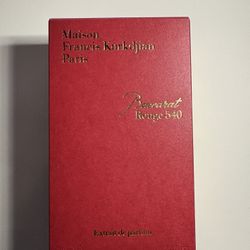 Maison
Francis Kurkdjian
Paris
Baccarat
Rouge 540
Extrait de parfum